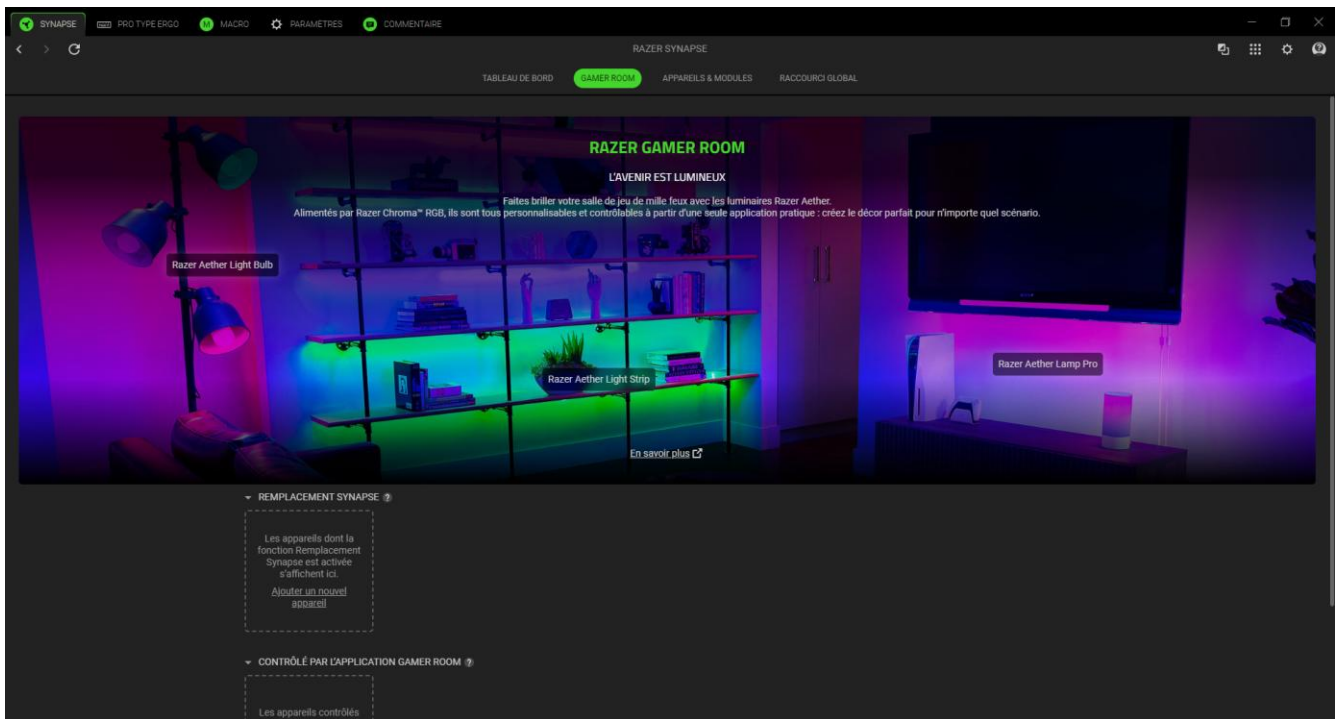 SYNAPSE
PRO TYPE ERGO
MACRO
PARAMÈTRES
COMMENTAIRE
RAZER SYNAPSE
TABLEAU DE BORD
GAMER ROOM
APPAREILS & MODULES
RACCOURCI GLOBAL
RAZER GAMER ROOM
L'AVENIR EST LUMINEUX
Faites briller votre salle de jeu de mille feux avec les luminaires Razer Aether.
Alimentés par Razer Chroma™ RGB, ils sont tous personnalisables et contrôlables à partir d'une seule application pratique : créez le décor parfait pour n'importe quel scénario.
Razer Aether Light Bulb
Razer Aether Lamp Pro
Razer Aether Light Strip
En savoir plus
REMPLACEMENT SYNAPSE ?
Les appareils dont la
fonction Remplacement
Synapse est activée
s'affichent ici.
Ajouter un nouvel
appareil
CONTRÔLÉ PAR L'APPLICATION GAMER ROOM ?
Les appareils contrôlés